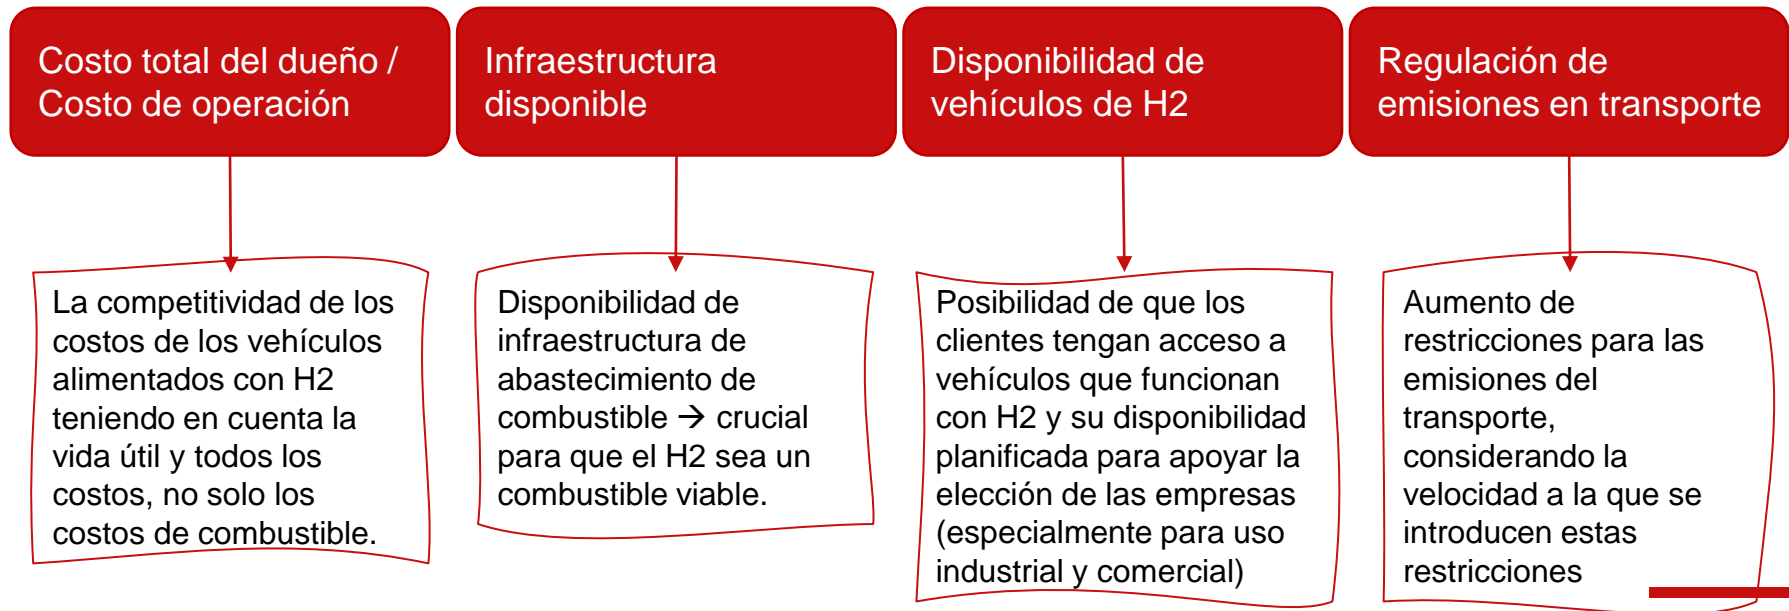 Costo total del dueño /
Costo de operación
Infraestructura
disponible
Disponibilidad de
vehículos de H2
Regulación de
emisiones en transporte
La competitividad de los
costos de los vehículos
alimentados con H2
teniendo en cuenta la
vida útil y todos los
costos, no solo los
costos de combustible.
Disponibilidad de
infraestructura de
abastecimiento de
combustible → crucial
para que el H2 sea un
combustible viable.
Posibilidad de que los
clientes tengan acceso a
vehículos que funcionan
con H2 y su disponibilidad
planificada para apoyar la
elección de las empresas
(especialmente para uso
industrial y comercial)
Aumento de
restricciones para las
emisiones del
transporte,
considerando la
velocidad a la que se
introducen estas
restricciones